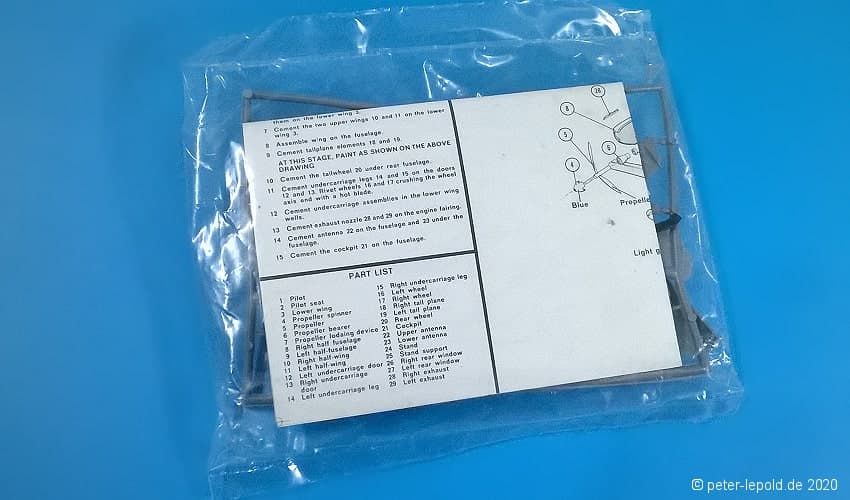 them on the lower wing 3.
7 Cement the two upper wings 10 and 11 on the lower
wing 3.
8 Assemble wing on the fuselage.
9 Cement tailplane elements 18 and 19.
AT THIS STAGE, PAINT AS SHOWN ON THE ABOVE
DRAWING
10 Cement the tailwheel 20 under rear fuselage.
11 Cement undercarriage legs 14 and 15 on the doors
12 and 13. Rivet wheels 16 and 17 crushing the wheel
axis end with a hot blade.
12 Cement undercarriage assemblies in the lower wing
wells.
13 Cement exhaust nozzle 28 and 29 on the engine fairing.
14 Cement antenna 22 on the fuselage and 23 under the
fuselage.
15 Cement the cockpit 21 on the fuselage.
PART LIST
1 Pilot
2 Pilot seat
3 Lower wing
4 Propeller spinner
5 Propeller
6 Propeller bearer
7 Propeller lodaing device
8 Right half fuselage
9 Left half-fuselage
10 Right half-wing
11 Left half-wing
12 Left undercarriage door
13 Right undercarriage
door
14 Left undercarriage leg
15 Right undercarriage leg
16 Left wheel
17 Right wheel
18 Right tail plane
19 Left tail plane
20 Rear wheel
21 Cockpit
22 Upper antenna
23 Lower antenna
24 Stand
25 Stand support
26 Right rear window
27 Left rear window
28 Right exhaust
29 Left exhaust
28
8
5
6
4
Blue
Propelle
Light g
© peter-lepold.de 2020